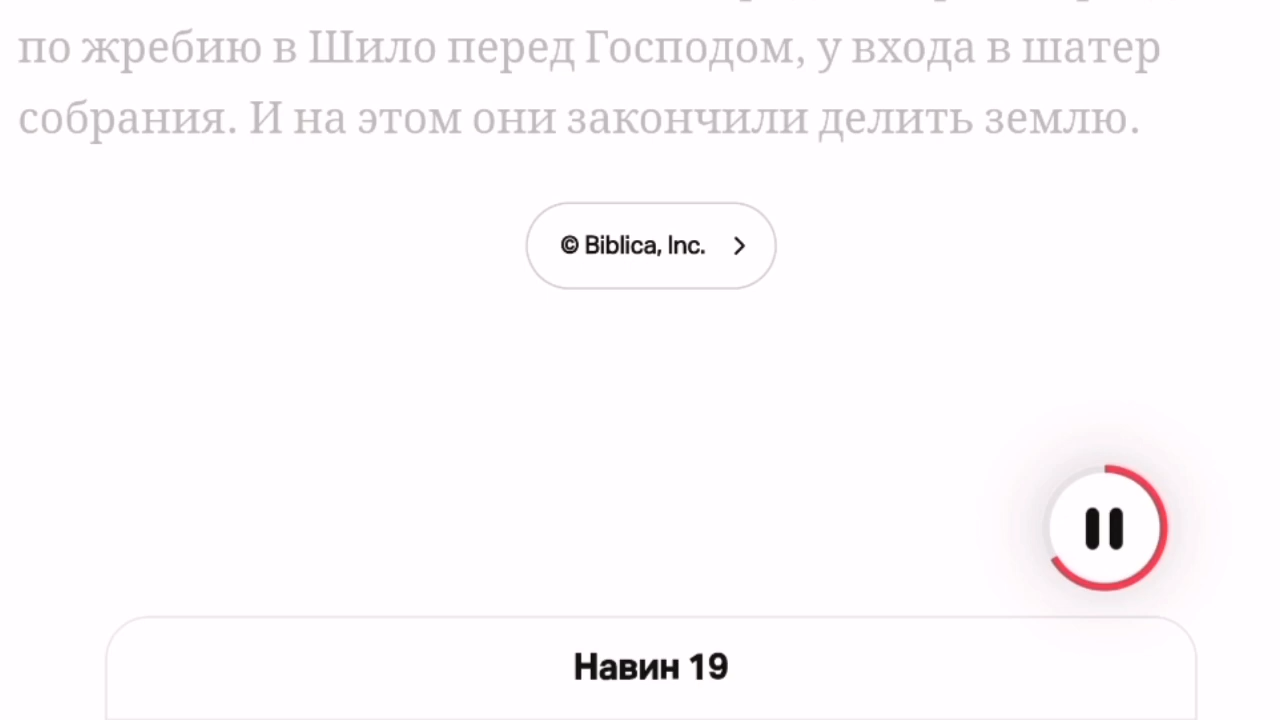 по жребию в Шило перед Господом, у входа в шатер
собрания. И на этом они закончили делить землю.
© Biblica, Inc.
Навин 19